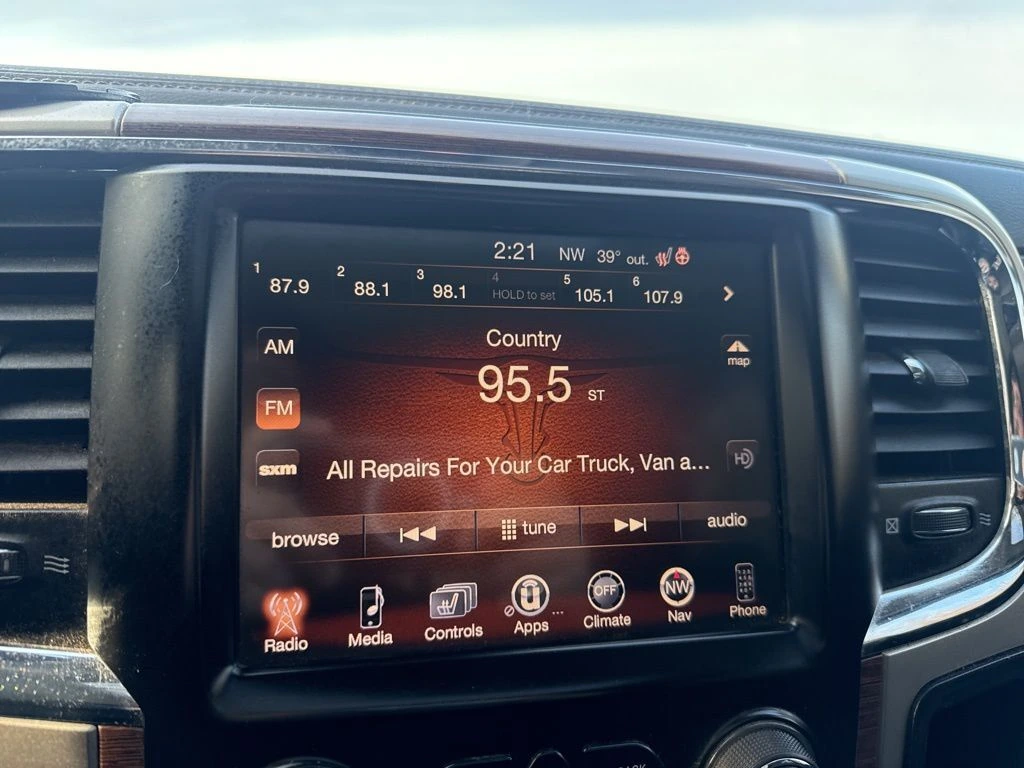 2:21 NW 39° out.
1 87.9 2 88.1 3 98.1 4 HOLD to set 5 105.1 6 107.9
Country
AM
map
95.5 ST
FM
sxm All Repairs For Your Car Truck, Van a... HD
browse tune audio
OFF NW
Radio Media Controls Apps ... Climate Nav Phone
BACK